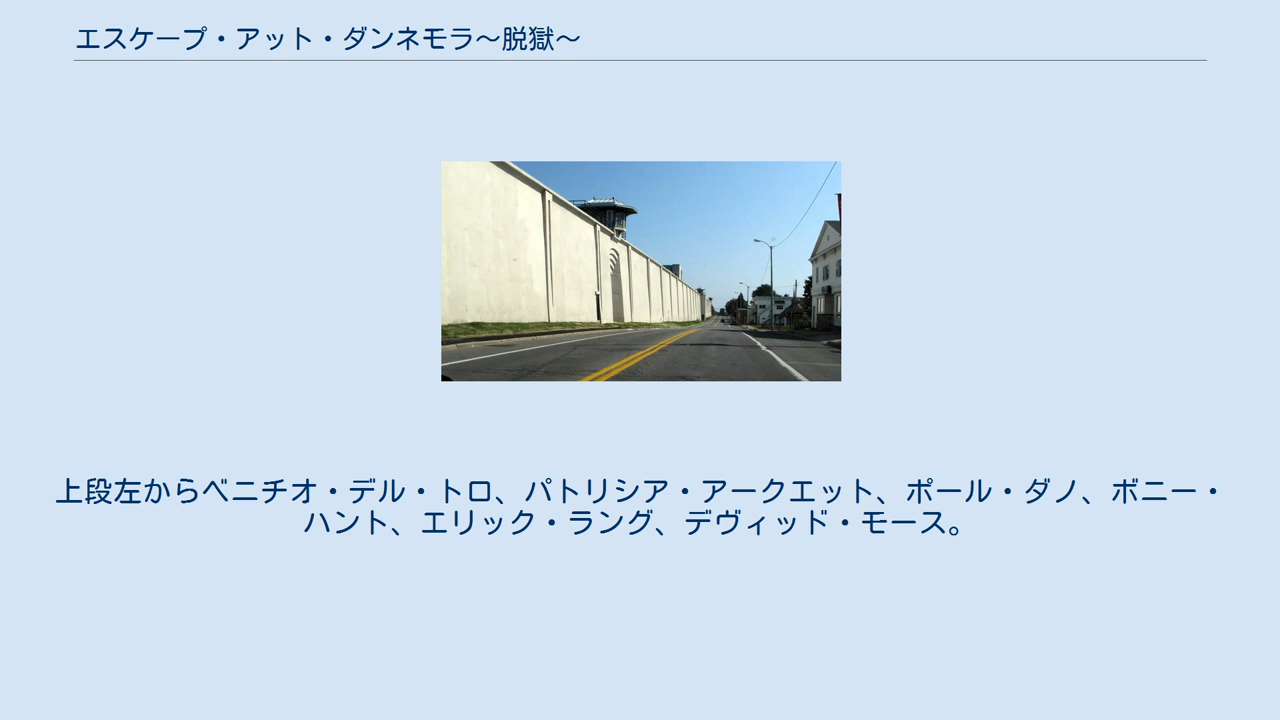 エスケープ・アット・ダンネモラ〜脱獄〜
上段左からベニチオ・デル・トロ、パトリシア・アークエット、ポール・ダノ、ボニー・
ハント、エリック・ラング、デヴィッド・モース。